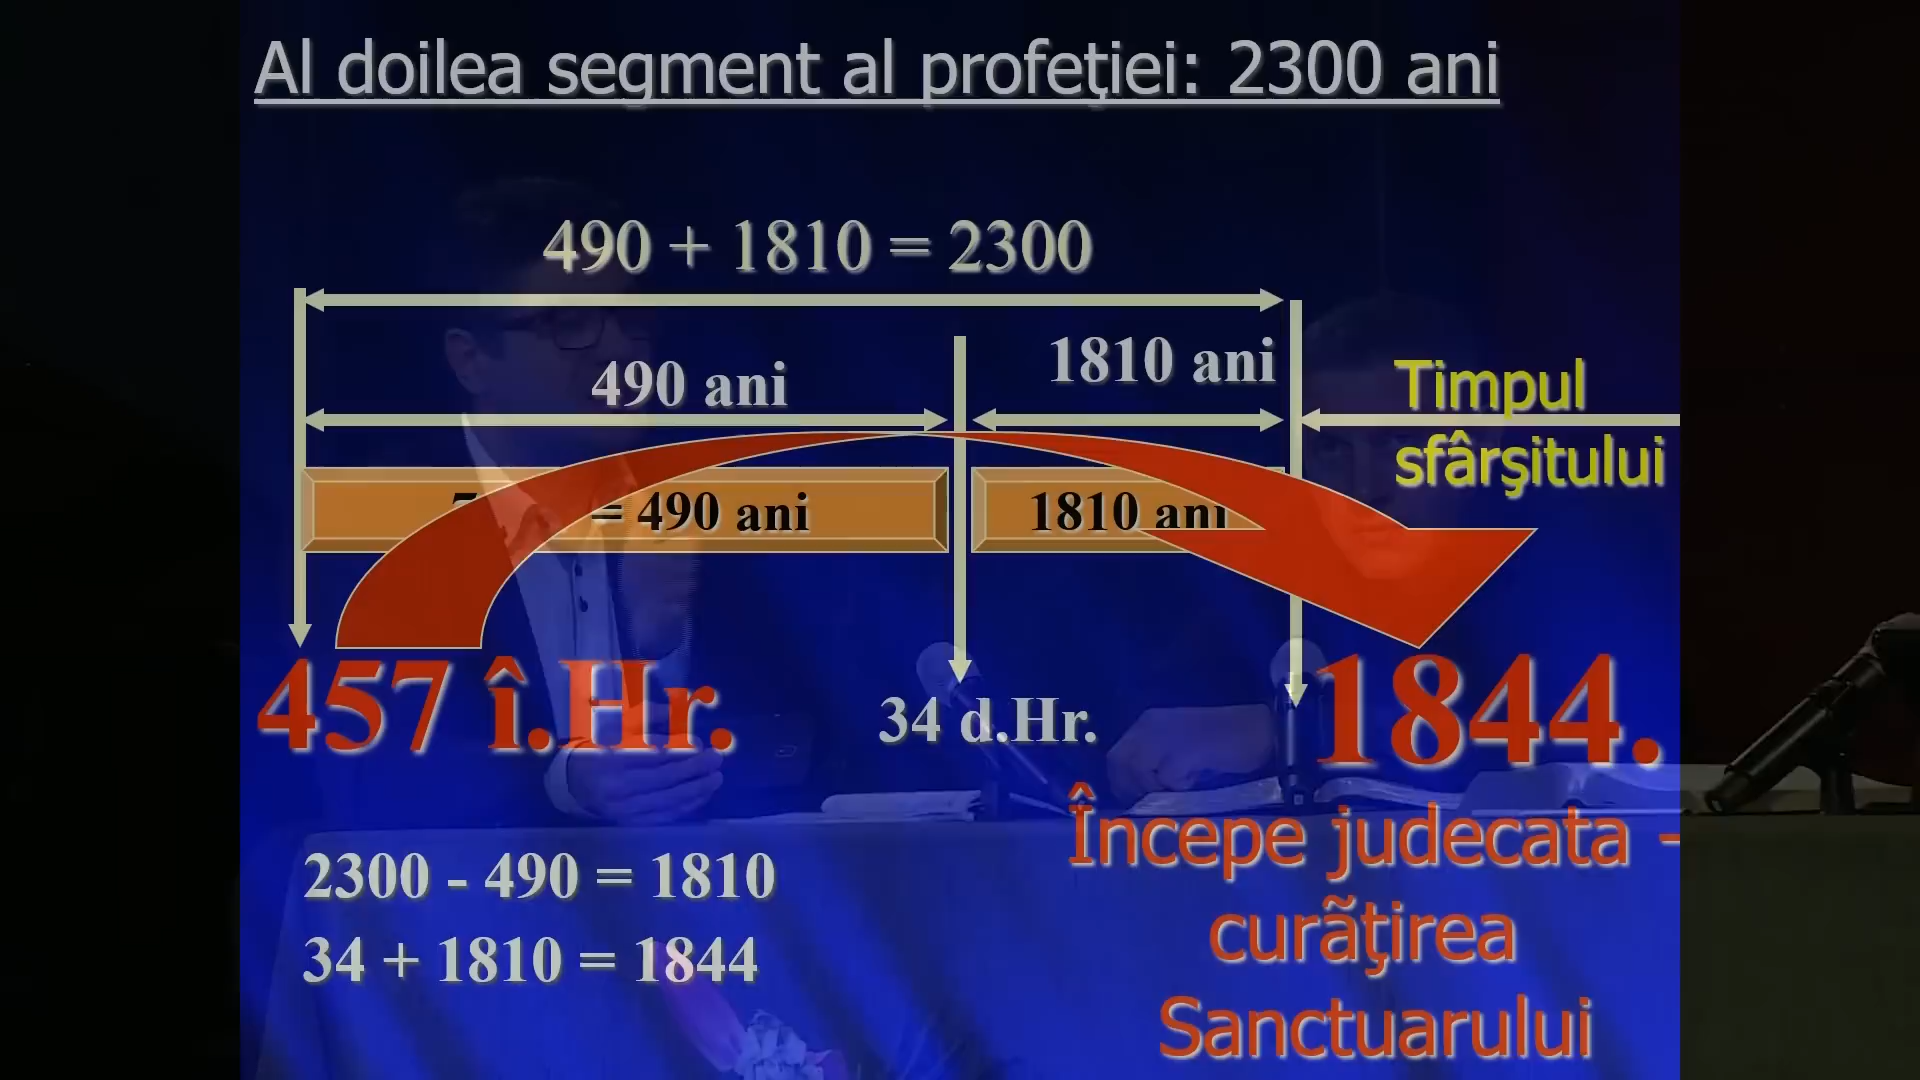 Al doilea segment al profeţiei: 2300 ani
490 + 1810 = 2300
490 ani
1810 ani
Timpul
sfârşitului
= 490 ani
1810 ani
457 î.Hr.
34 d.Hr.
1844.
Începe judecata -
curãţirea
Sanctuarului
2300 - 490 = 1810
34 + 1810 = 1844